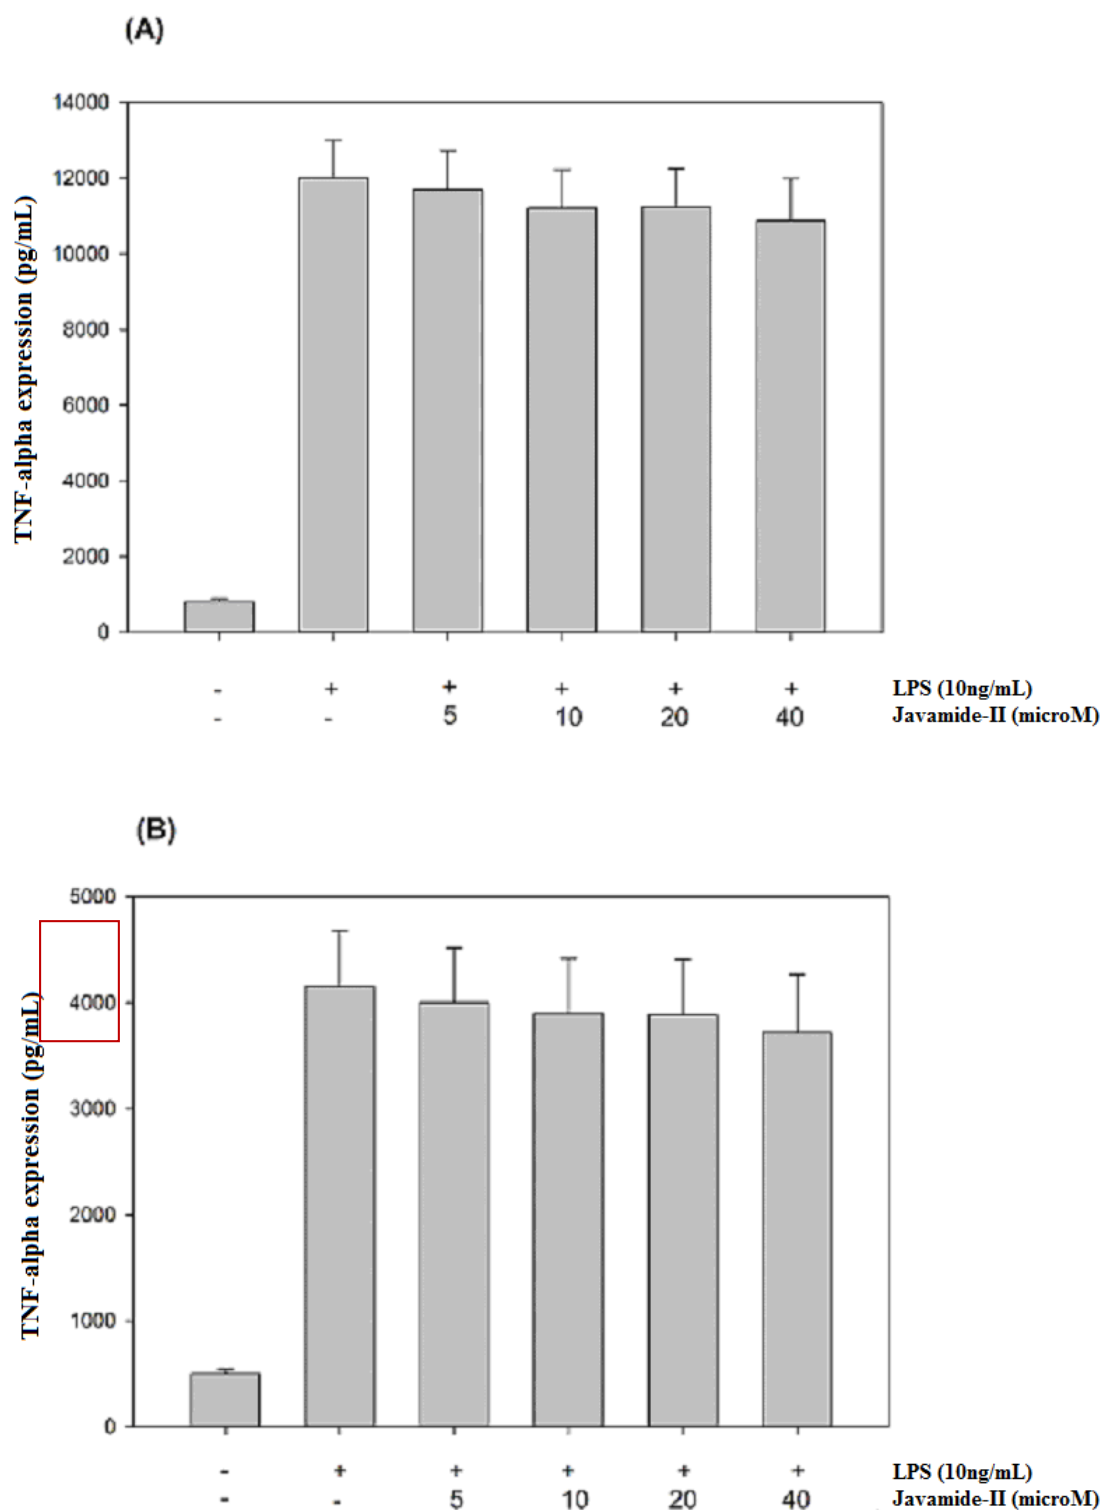 (A)
14000
12000
10000
8000
6000
4000
2000
0
TNF-alpha expression (pg/mL)
- + + + + + LPS (10ng/mL)
- - 5 10 20 40 Javamide-II (microM)
(B)
5000
4000
3000
2000
1000
0
TNF-alpha expression (pg/mL)
- + + + + + LPS (10ng/mL)
- - 5 10 20 40 Javamide-II (microM)